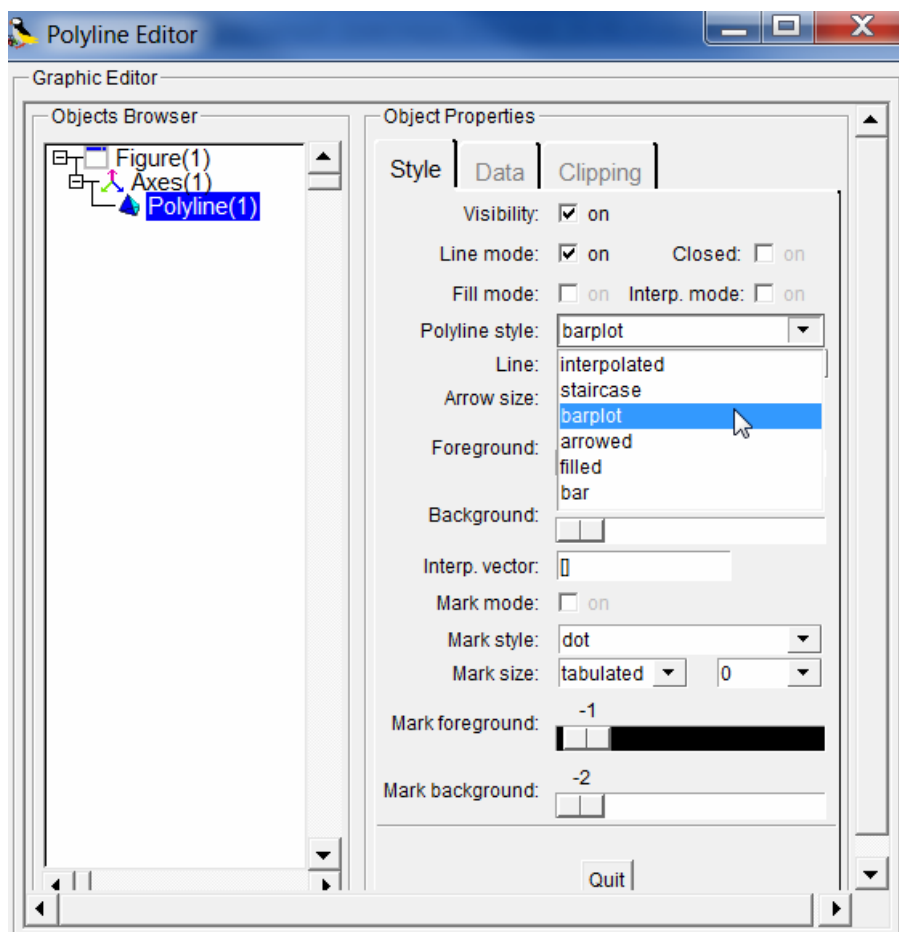 Polyline Editor
Graphic Editor
Objects Browser
Figure(1)
Axes(1)
Polyline(1)
Object Properties
Style Data Clipping
Visibility: on
Line mode: on Closed: on
Fill mode: on Interp. mode: on
Polyline style: barplot
Line: interpolated
staircase
Arrow size:
barplot
arrowed
Foreground:
filled
bar
Background:
Interp. vector: []
Mark mode: on
Mark style: dot
Mark size: tabulated 0
-1
Mark foreground:
-2
Mark background:
Quit